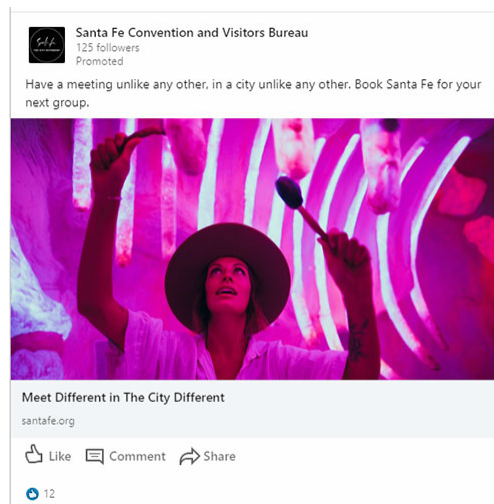 Santa Fe Convention and Visitors Bureau
125 followers
Promoted
Have a meeting unlike any other, in a city unlike any other. Book Santa Fe for your
next group.
Meet Different in The City Different
santafe.org
Like Comment Share
12